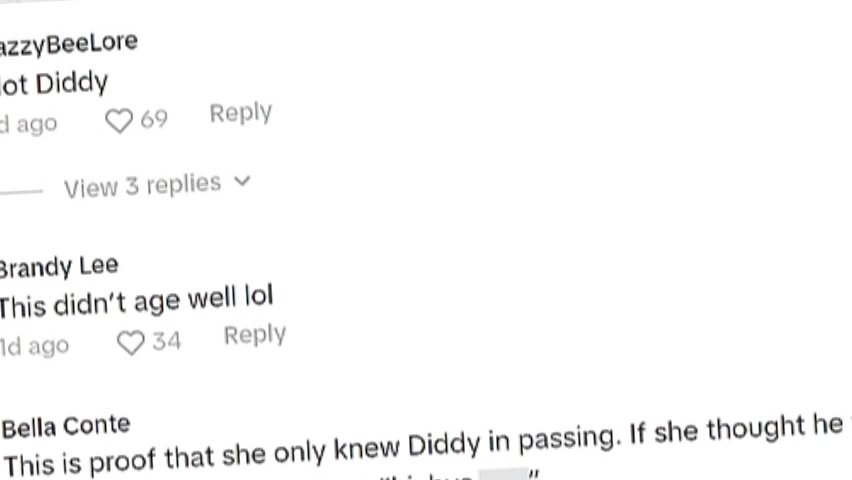 azzyBeeLore
ot Diddy
d ago 69 Reply
View 3 replies
Brandy Lee
This didn't age well lol
1d ago 34 Reply
Bella Conte
This is proof that she only knew Diddy in passing. If she thought he